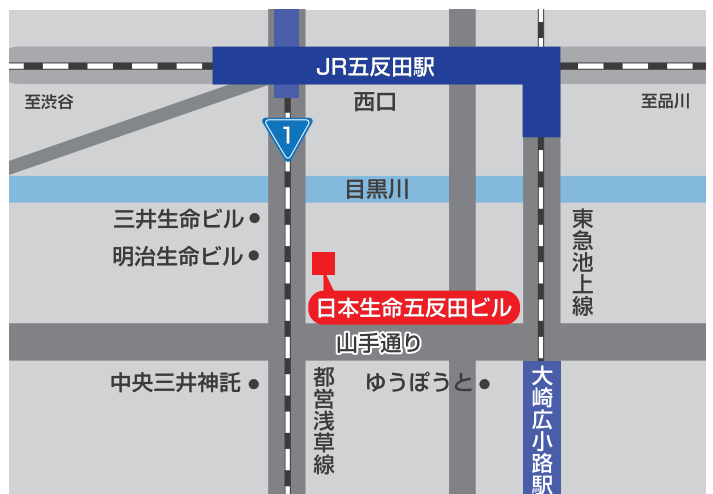 JR五反田駅
至渋谷
西口
至品川
1
目黒川
三井生命ビル
明治生命ビル
東急池上線
日本生命五反田ビル
山手通り
中央三井神託
都営浅草線
ゆうぽうと
大崎広小路駅